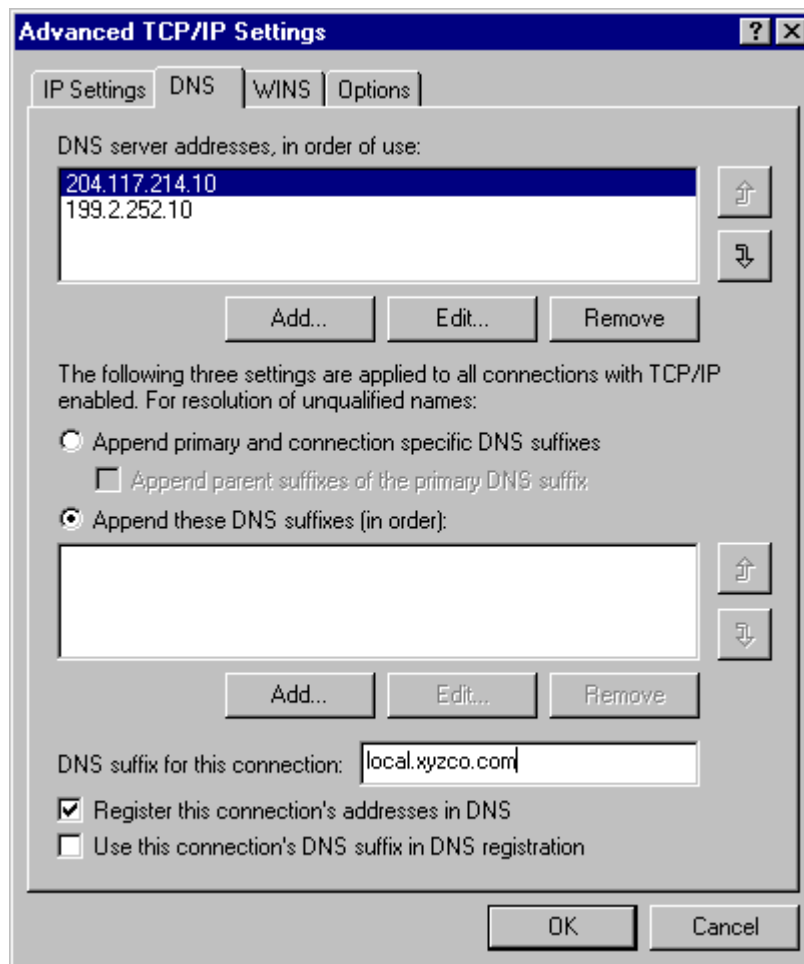 Advanced TCP/IP Settings
IP Settings DNS WINS Options
DNS server addresses, in order of use:
204.117.214.10
199.2.252.10
Add... Edit... Remove
The following three settings are applied to all connections with TCP/IP
enabled. For resolution of unqualified names:
Append primary and connection specific DNS suffixes
Append parent suffixes of the primary DNS suffix
Append these DNS suffixes (in order):
Add... Edit... Remove
DNS suffix for this connection: local.xyzco.com
Register this connection's addresses in DNS
Use this connection's DNS suffix in DNS registration
OK Cancel